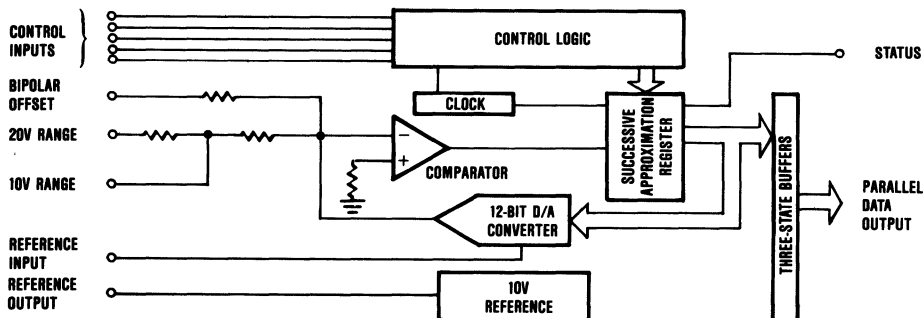 CONTROL
INPUTS
CONTROL LOGIC
STATUS
BIPOLAR
OFFSET
CLOCK
20V RANGE
−
+
COMPARATOR
SUCCESSIVE
APPROXIMATION
REGISTER
10V RANGE
12-BIT D/A
CONVERTER
THREE-STATE BUFFERS
PARALLEL
DATA
OUTPUT
REFERENCE
INPUT
REFERENCE
OUTPUT
10V
REFERENCE